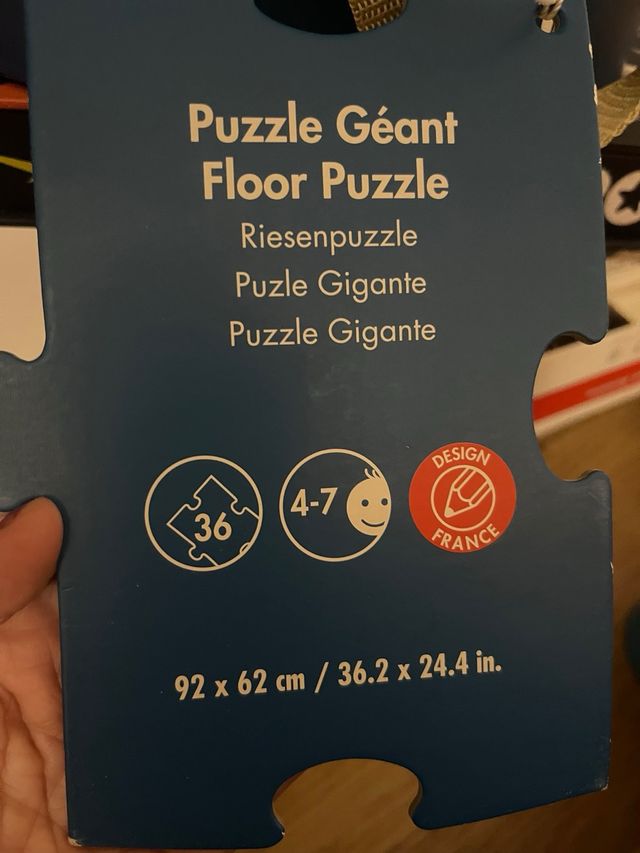 Puzzle Géant
Floor Puzzle
Riesenpuzzle
Puzle Gigante
Puzzle Gigante
36
4-7
DESIGN
FRANCE
92 x 62 cm / 36.2 x 24.4 in.